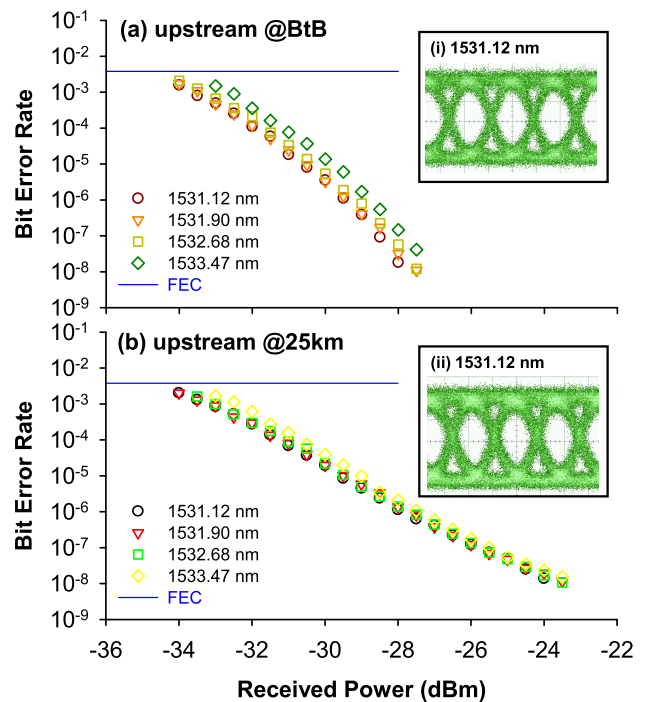 (a) upstream @BtB
(i) 1531.12 nm
10-1
10-2
10-3
10-4
10-5
10-6
10-7
10-8
10-9
Bit Error Rate
1531.12 nm
1531.90 nm
1532.68 nm
1533.47 nm
FEC
(b) upstream @25km
(ii) 1531.12 nm
10-1
10-2
10-3
10-4
10-5
10-6
10-7
10-8
10-9
Bit Error Rate
1531.12 nm
1531.90 nm
1532.68 nm
1533.47 nm
FEC
-36 -34 -32 -30 -28 -26 -24 -22
Received Power (dBm)